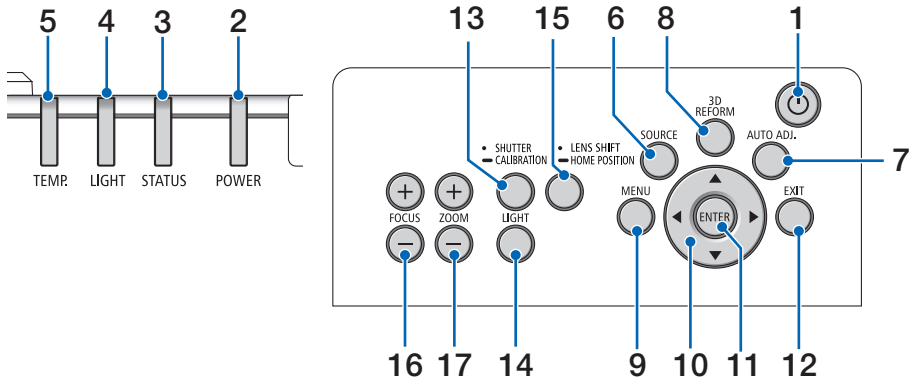 5 4 3 2 13 15 6 8 1
3D
REFORM
SOURCE
AUTO ADJ.
• SHUTTER
− CALIBRATION
• LENS SHIFT
− HOME POSITION
7
TEMP. LIGHT STATUS POWER
+ +
MENU
EXIT
FOCUS ZOOM LIGHT
ENTER
− −
16 17 14 9 10 11 12